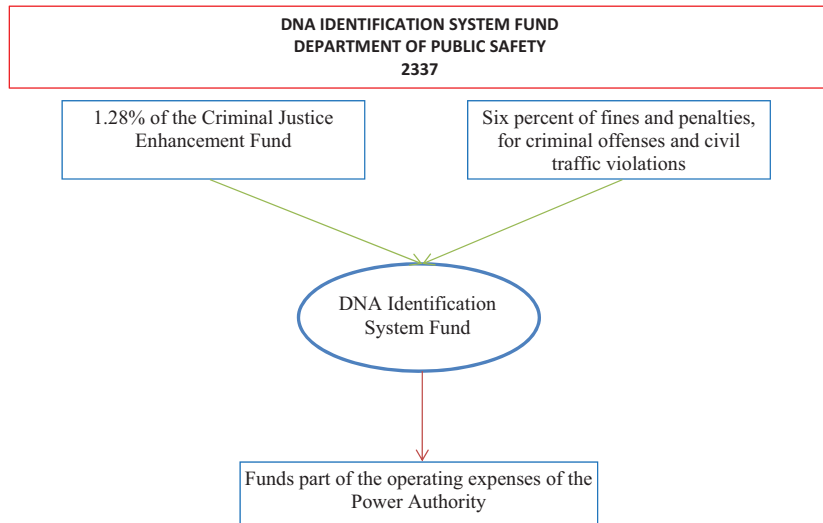 DNA IDENTIFICATION SYSTEM FUND
DEPARTMENT OF PUBLIC SAFETY
2337
1.28% of the Criminal Justice
Enhancement Fund
Six percent of fines and penalties,
for criminal offenses and civil
traffic violations
DNA Identification
System Fund
Funds part of the operating expenses of the
Power Authority